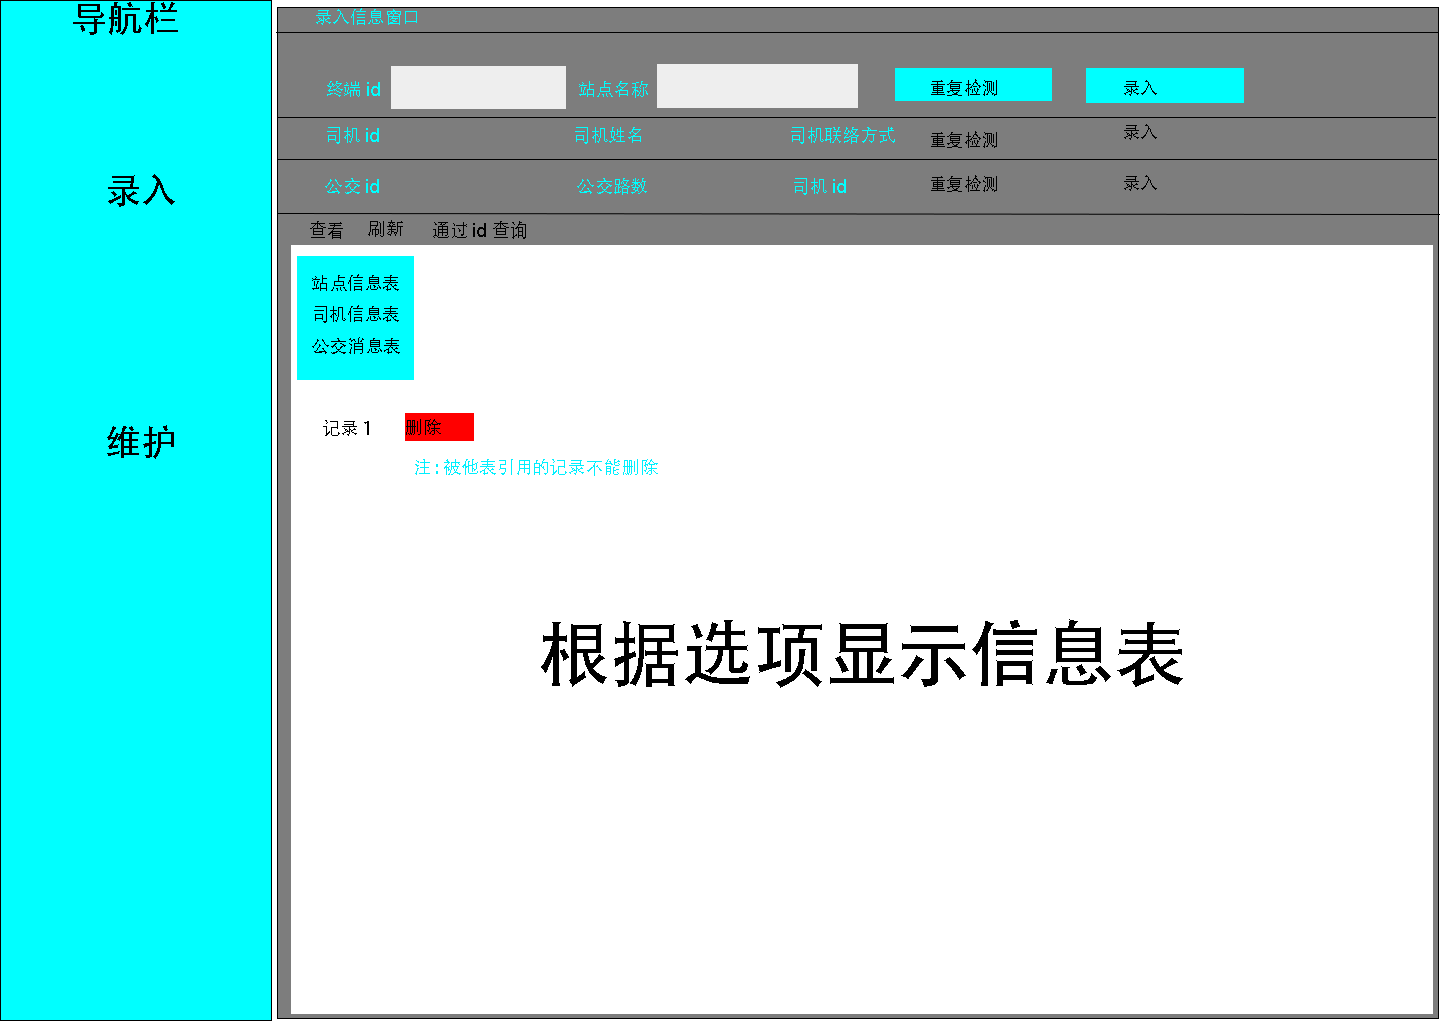 导航栏
录入
维护
录入信息窗口
终端 id 站点名称 重复检测 录入
司机 id 司机姓名 司机联络方式 重复检测 录入
公交 id 公交路数 司机 id 重复检测 录入
查看 刷新 通过 id 查询
站点信息表
司机信息表
公交消息表
记录 1 删除
注:被他表引用的记录不能删除
根据选项显示信息表